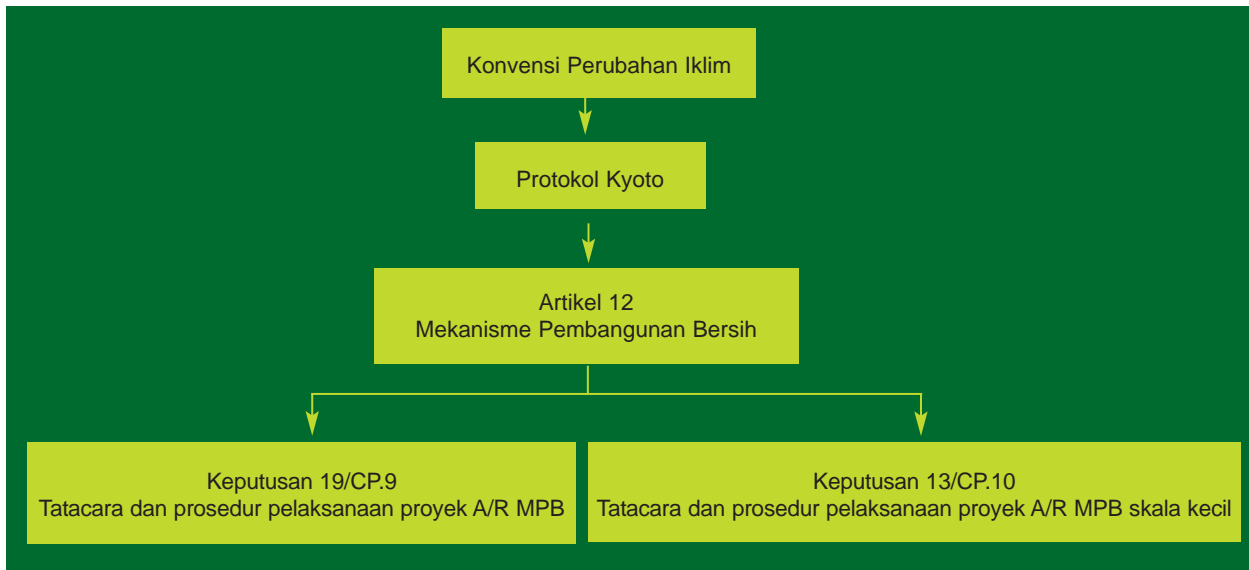 Konvensi Perubahan Iklim
Protokol Kyoto
Artikel 12
Mekanisme Pembangunan Bersih
Keputusan 19/CP.9
Tatacara dan prosedur pelaksanaan proyek A/R MPB
Keputusan 13/CP.10
Tatacara dan prosedur pelaksanaan proyek A/R MPB skala kecil